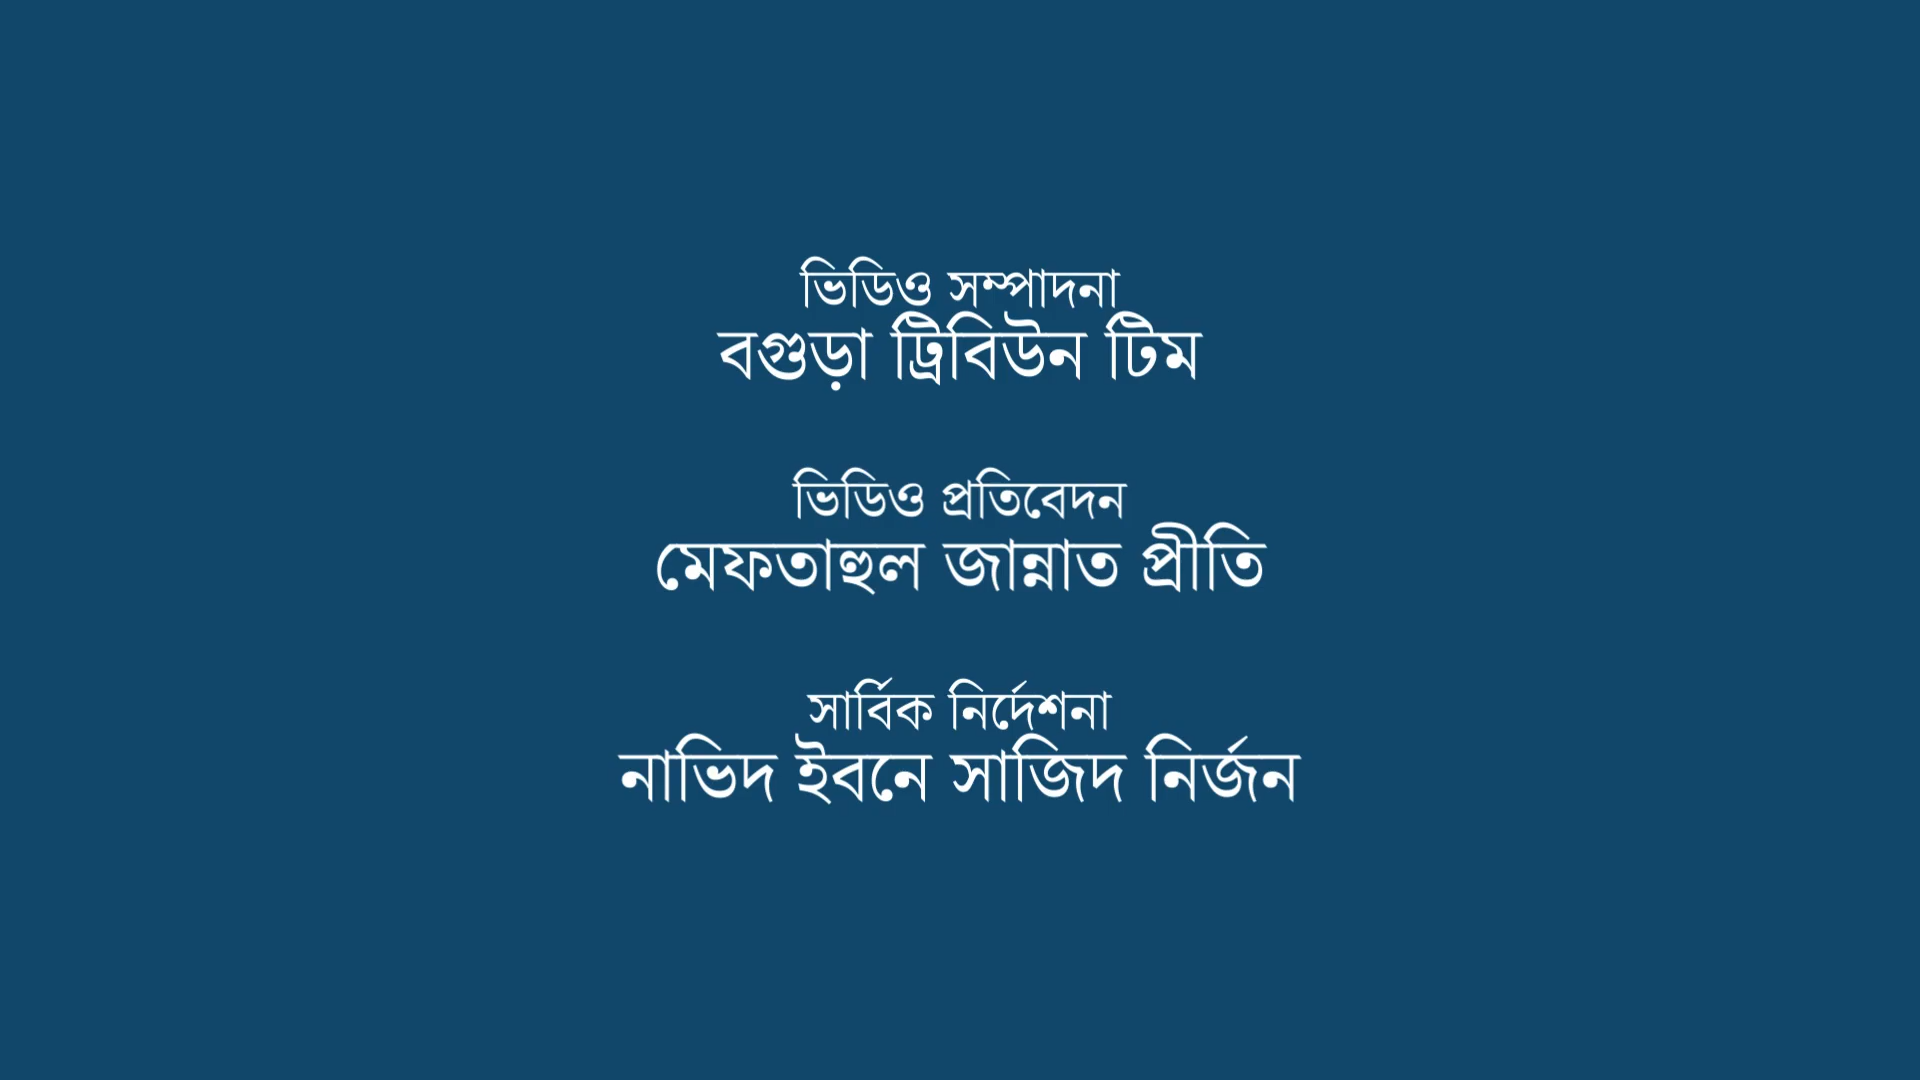 ভিডিও সম্পাদনা
বগুড়া ট্রিবিউন টিম
ভিডিও প্রতিবেদন
মেফতাহুল জান্নাত প্রীতি
সার্বিক নির্দেশনা
নাভিদ ইবনে সাজিদ নির্জন